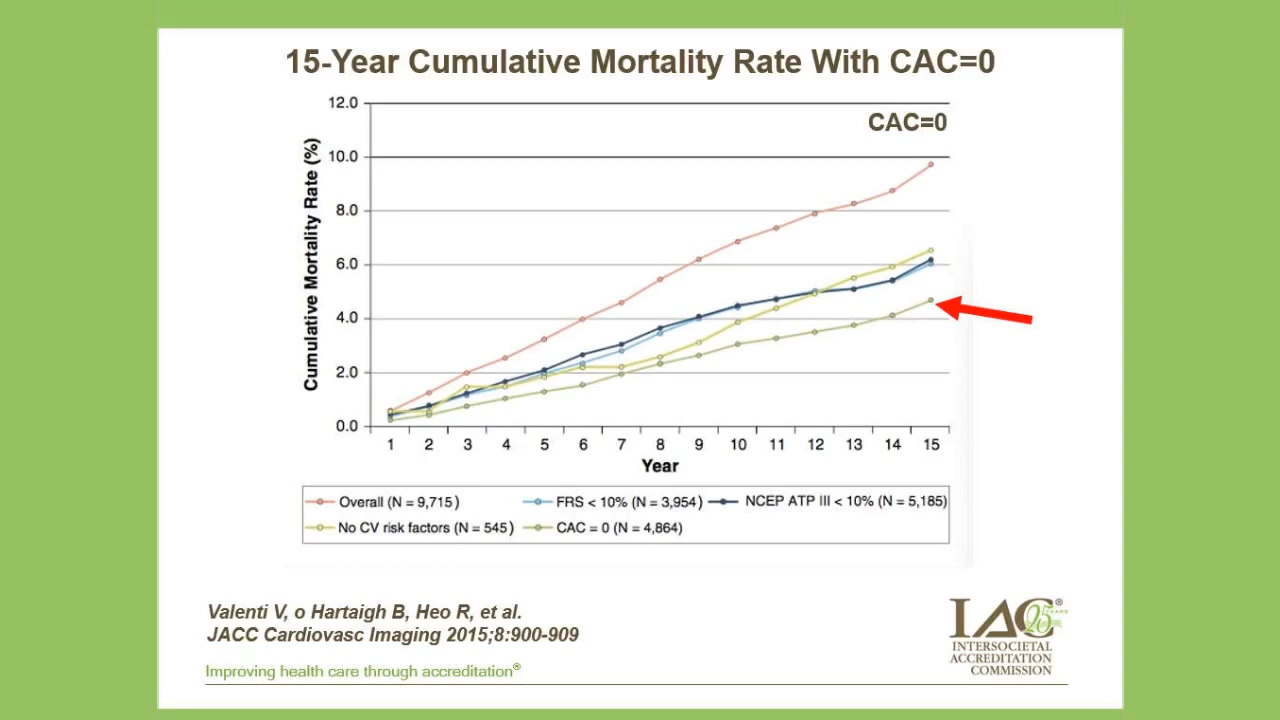 15-Year Cumulative Mortality Rate With CAC=0
12.0
CAC=0
10.0
8.0
6.0
4.0
2.0
0.0
Cumulative Mortality Rate (%)
1 2 3 4 5 6 7 8 9 10 11 12 13 14 15
Year
Overall (N = 9,715) FRS < 10% (N = 3,954) NCEP ATP III < 10% (N = 5,185)
No CV risk factors (N = 545) CAC = 0 (N = 4,864)
Valenti V, o Hartaigh B, Heo R, et al.
JACC Cardiovasc Imaging 2015;8:900-909
Improving health care through accreditation®
IAC®
25 YEARS
INTERSOCIETAL
ACCREDITATION
COMMISSION